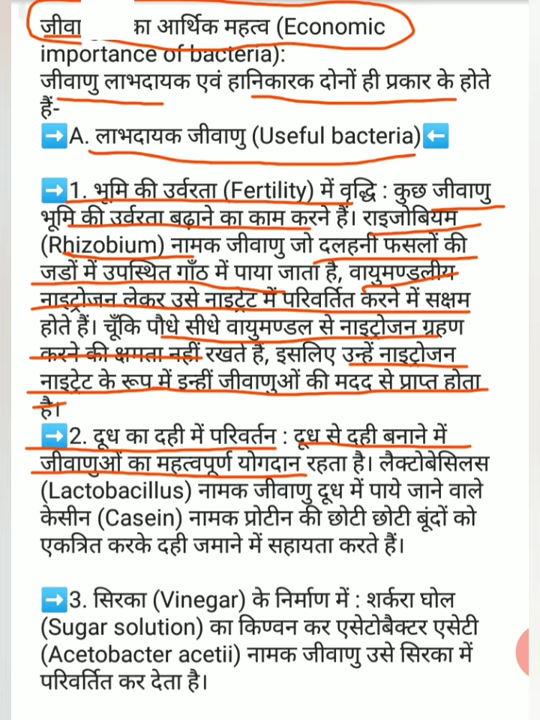 जीवा का आर्थिक महत्व (Economic
importance of bacteria):
जीवाणु लाभदायक एवं हानिकारक दोनों ही प्रकार के होते
हैं-
➡A. लाभदायक जीवाणु (Useful bacteria)⬅
➡1. भूमि की उर्वरता (Fertility) में वृद्धि : कुछ जीवाणु
भूमि की उर्वरता बढ़ाने का काम करने हैं। राइजोबियम
(Rhizobium) नामक जीवाणु जो दलहनी फसलों की
जडों में उपस्थित गाँठ में पाया जाता है, वायुमण्डलीय
नाइट्रोजन लेकर उसे नाइट्रेट में परिवर्तित करने में सक्षम
होते हैं। चूँकि पौधे सीधे वायुमण्डल से नाइट्रोजन ग्रहण
करने की क्षमता नहीं रखते है, इसलिए उन्हें नाइट्रोजन
नाइट्रेट के रूप में इन्हीं जीवाणुओं की मदद से प्राप्त होता
है।
➡2. दूध का दही में परिवर्तन : दूध से दही बनाने में
जीवाणुओं का महत्वपूर्ण योगदान रहता है। लैक्टोबेसिलस
(Lactobacillus) नामक जीवाणु दूध में पाये जाने वाले
केसीन (Casein) नामक प्रोटीन की छोटी छोटी बूंदों को
एकत्रित करके दही जमाने में सहायता करते हैं।
➡3. सिरका (Vinegar) के निर्माण में : शर्करा घोल
(Sugar solution) का किण्वन कर एसेटोबैक्टर एसेटी
(Acetobacter acetii) नामक जीवाणु उसे सिरका में
परिवर्तित कर देता है।